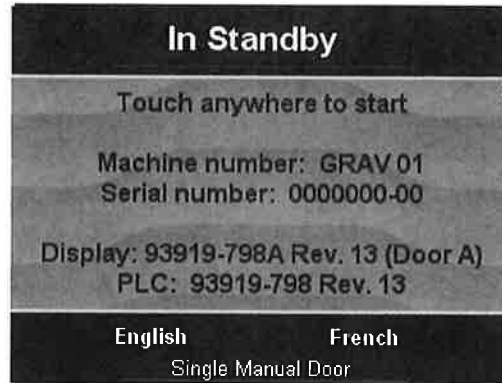 In Standby
Touch anywhere to start
Machine number: GRAV 01
Serial number: 0000000-00
Display: 93919-798A Rev. 13 (Door A)
PLC: 93919-798 Rev. 13
English French
Single Manual Door